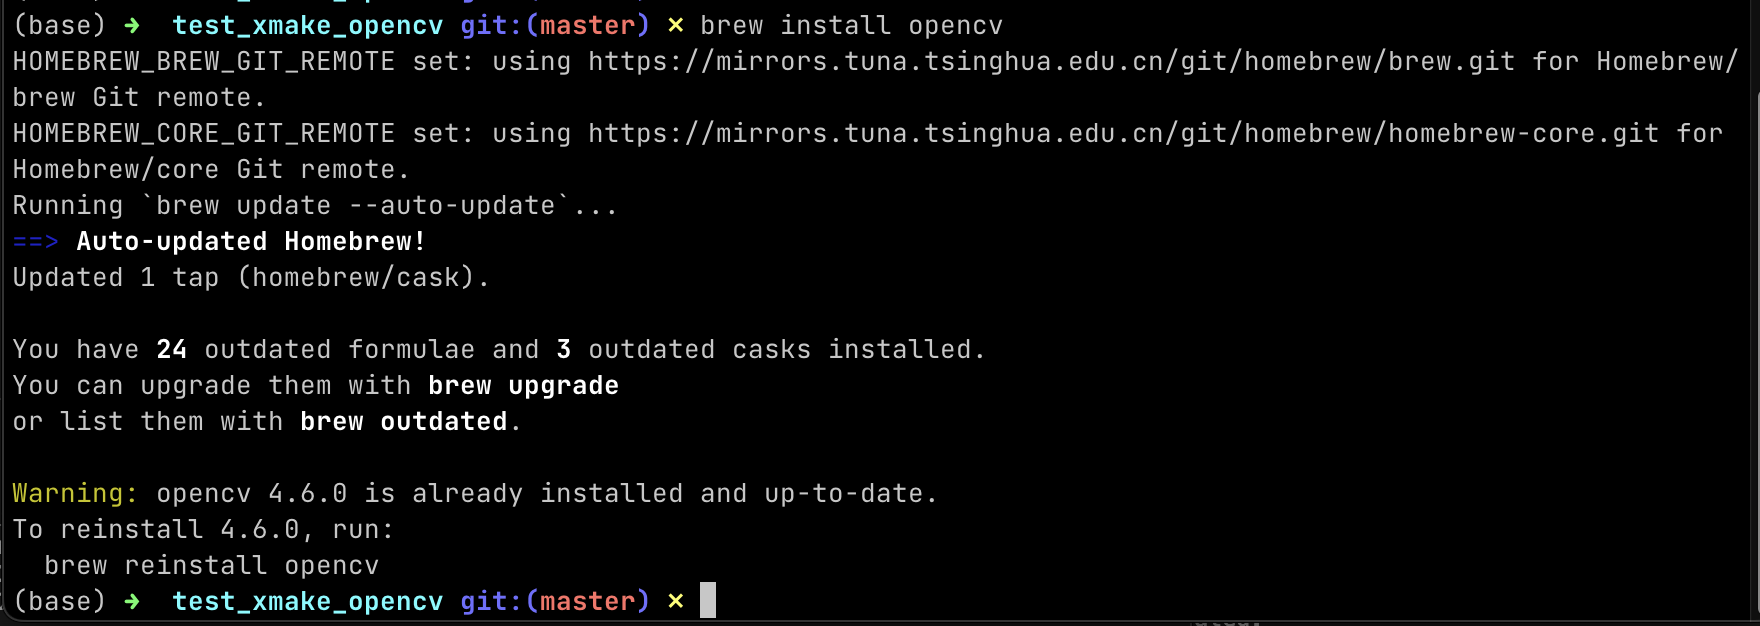 (base) ➜  test_xmake_opencv git:(master) ✗ brew install opencv
HOMEBREW_BREW_GIT_REMOTE set: using https://mirrors.tuna.tsinghua.edu.cn/git/homebrew/brew.git for Homebrew/
brew Git remote.
HOMEBREW_CORE_GIT_REMOTE set: using https://mirrors.tuna.tsinghua.edu.cn/git/homebrew/homebrew-core.git for
Homebrew/core Git remote.
Running `brew update --auto-update`...
==> Auto-updated Homebrew!
Updated 1 tap (homebrew/cask).

You have 24 outdated formulae and 3 outdated casks installed.
You can upgrade them with brew upgrade
or list them with brew outdated.

Warning: opencv 4.6.0 is already installed and up-to-date.
To reinstall 4.6.0, run:
  brew reinstall opencv
(base) ➜  test_xmake_opencv git:(master) ✗